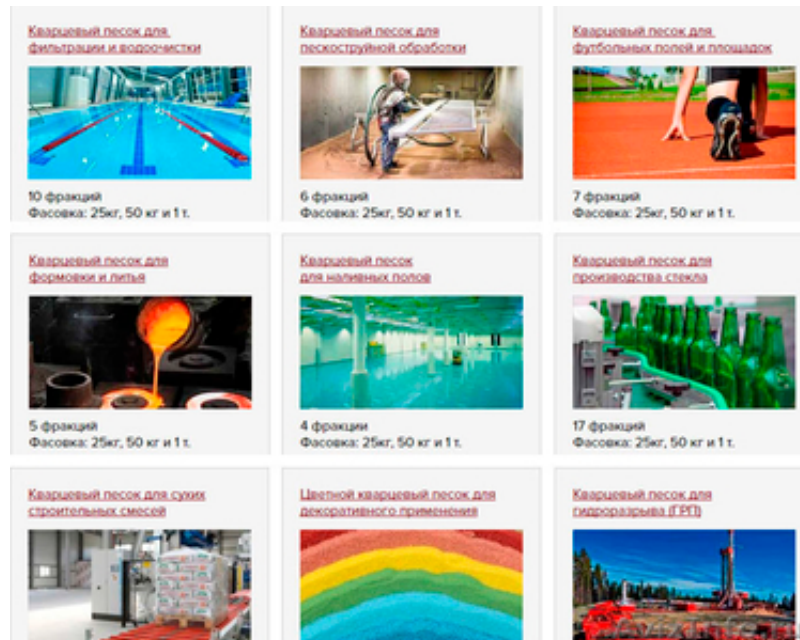 Кварцевый песок для
фильтрации и водоочистки
10 фракций
Фасовка: 25кг, 50 кг и 1 т.
Кварцевый песок для
пескоструйной обработки
6 фракций
Фасовка: 25кг, 50 кг и 1 т.
Кварцевый песок для
футбольных полей и площадок
7 фракций
Фасовка: 25кг, 50 кг и 1 т.
Кварцевый песок для
формовки и литья
5 фракций
Фасовка: 25кг, 50 кг и 1 т.
Кварцевый песок
для наливных полов
4 фракции
Фасовка: 25кг, 50 кг и 1 т.
Кварцевый песок для
производства стекла
17 фракций
Фасовка: 25кг, 50 кг и 1 т.
Кварцевый песок для сухих
строительных смесей
Цветной кварцевый песок для
декоративного применения
Кварцевый песок для
гидроразрыва (ГРП)